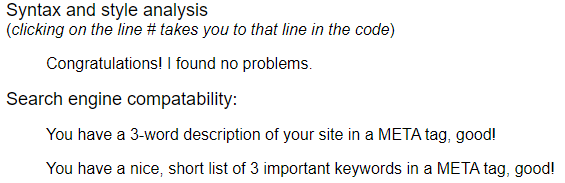 Syntax and style analysis
(clicking on the line # takes you to that line in the code)
Congratulations! I found no problems.
Search engine compatability:
You have a 3-word description of your site in a META tag, good!
You have a nice, short list of 3 important keywords in a META tag, good!